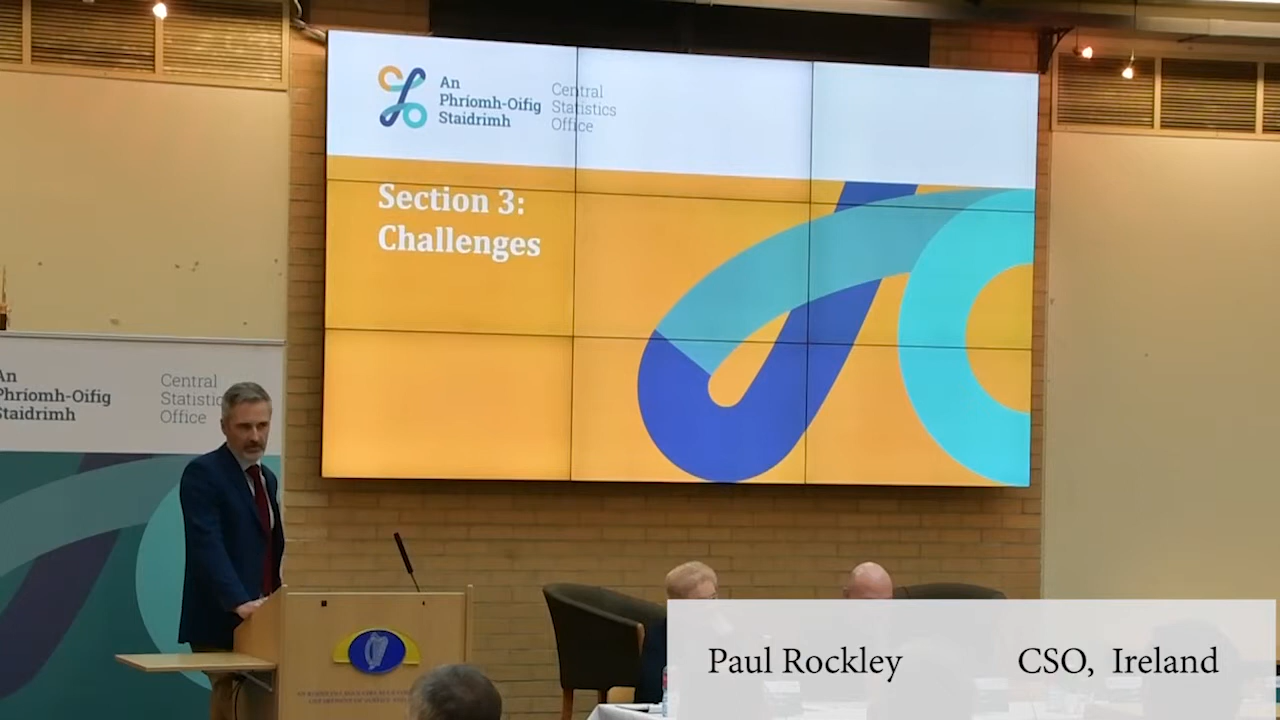 An
Phríomh-Oifig
Staidrimh
Central
Statistics
Office
Section 3:
Challenges
An
Phríomh-Oifig
Staidrimh
Central
Statistic
Office
Paul Rockley CSO, Ireland